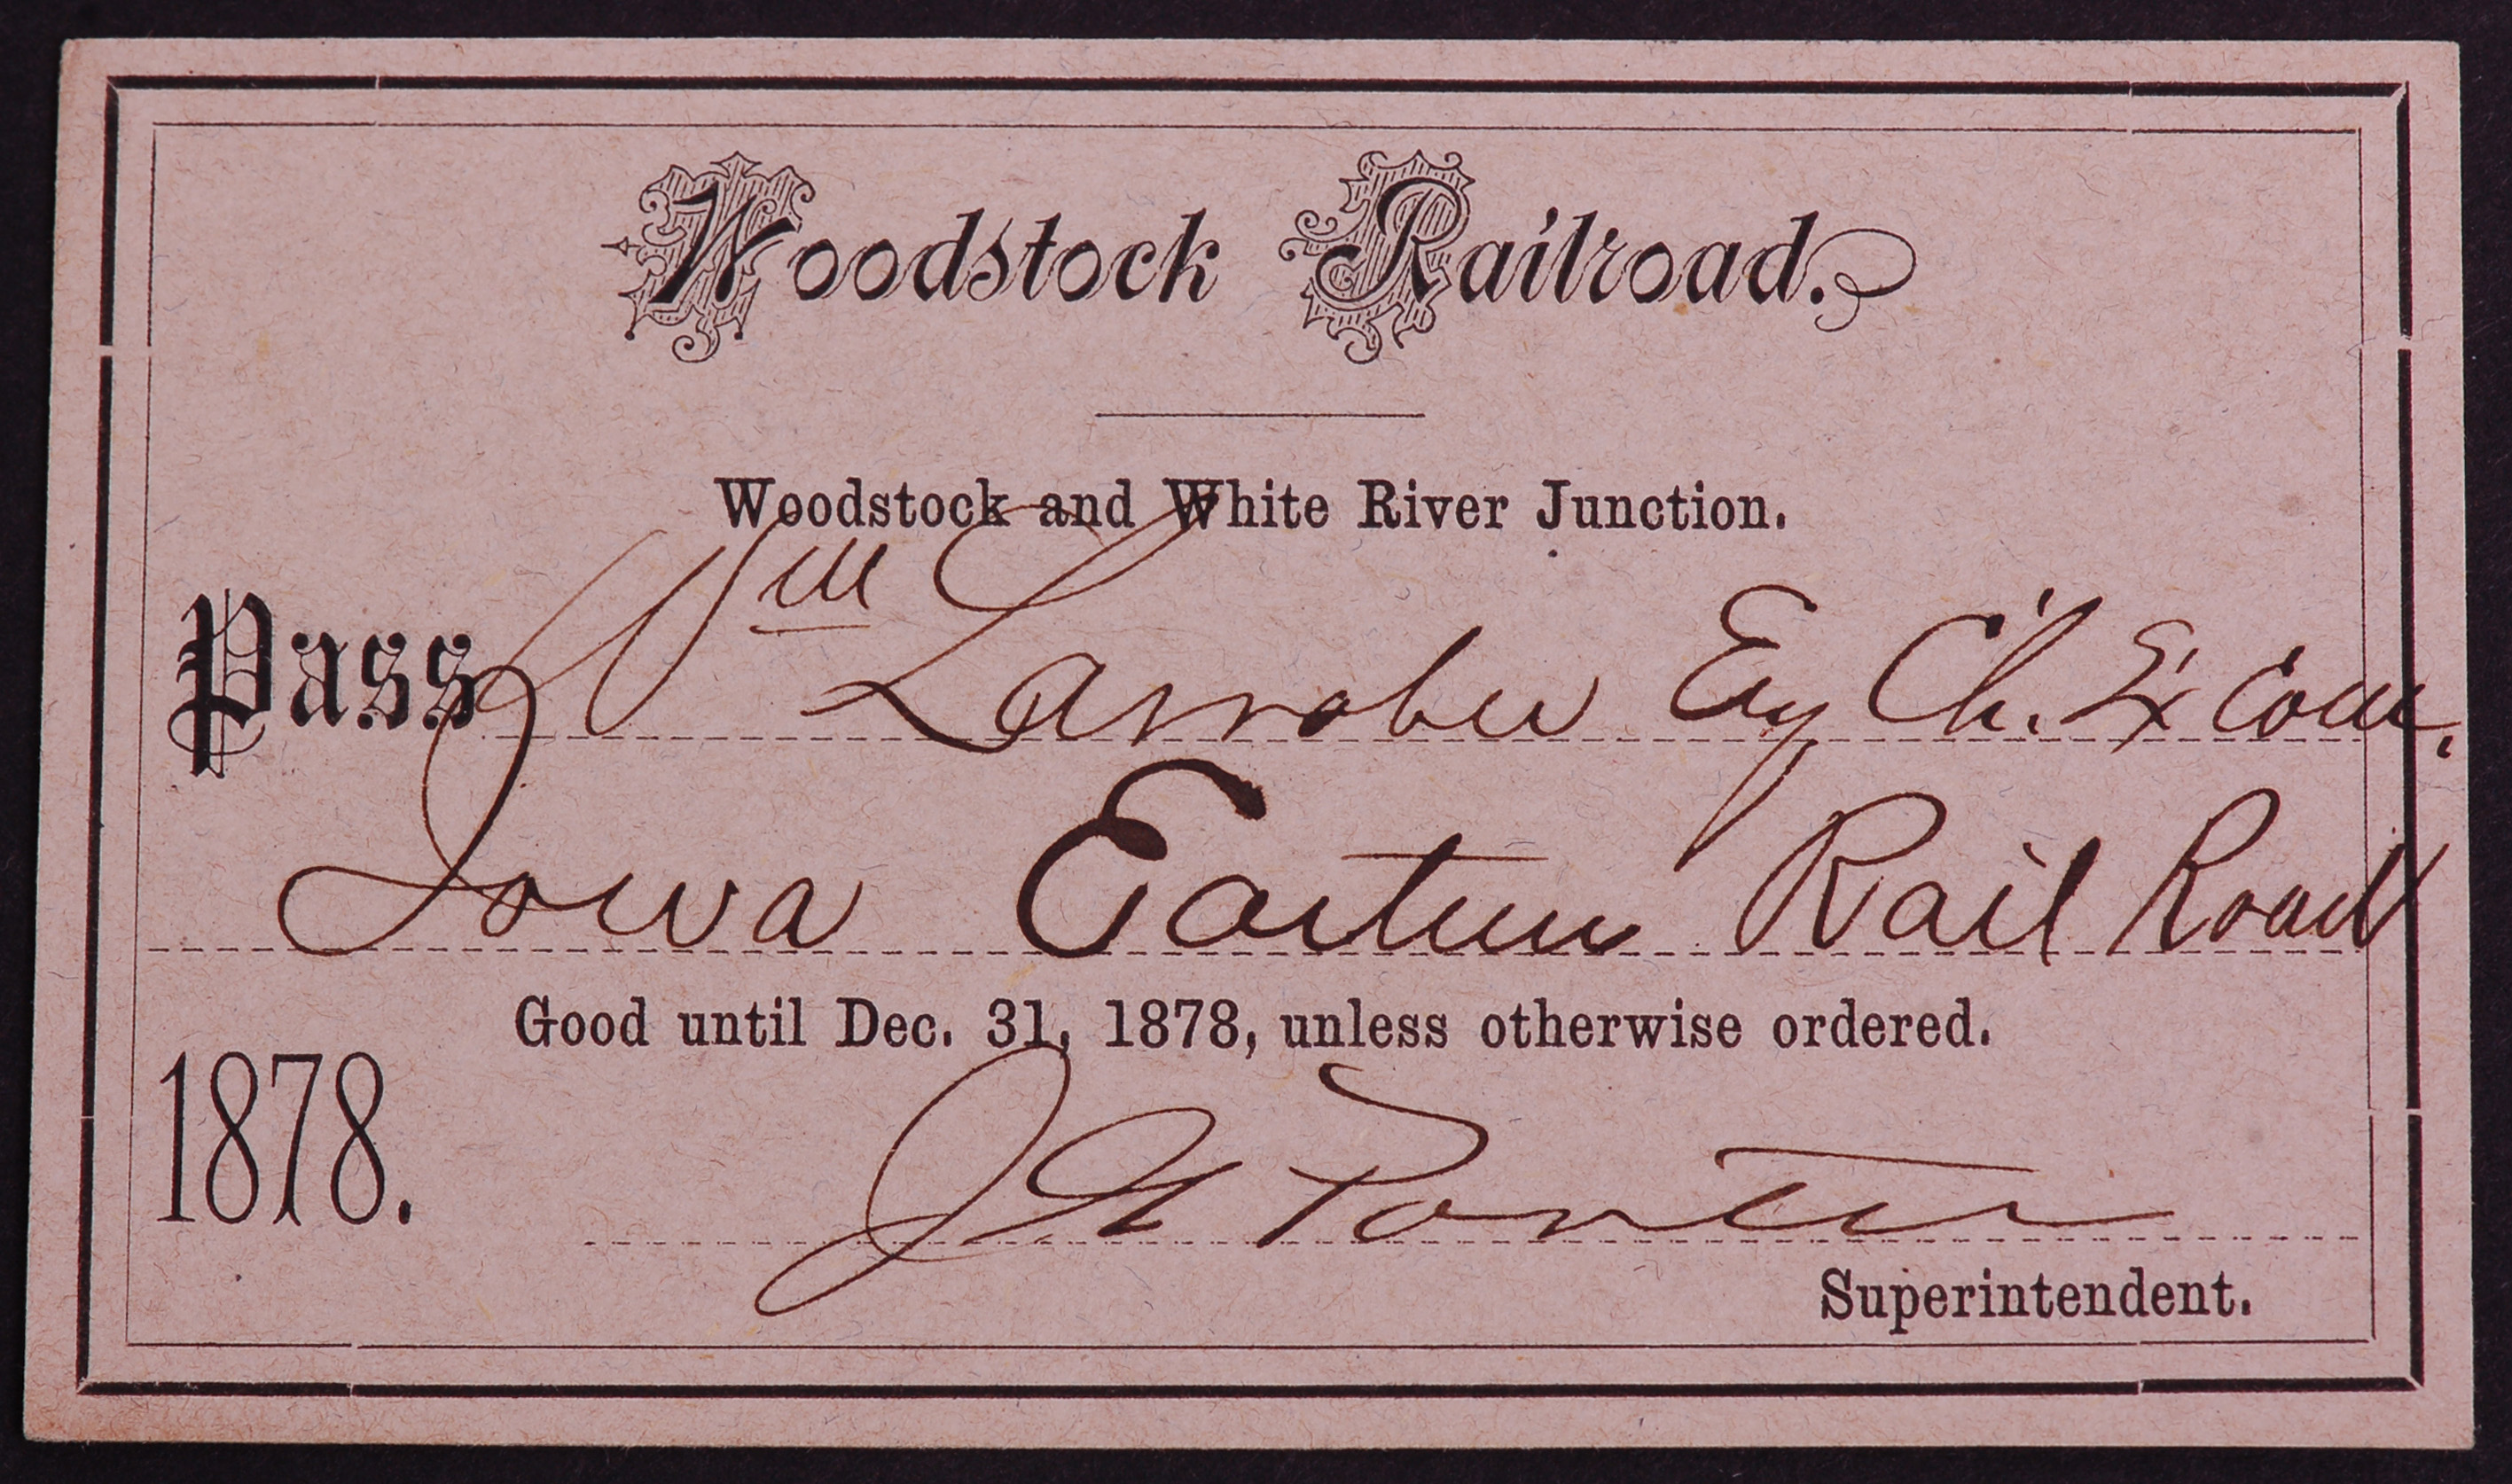 Woodstock Railroad.
Woodstock and White River Junction.
Pass Wm Larrabee Esq Ch. Ex Com.
Iowa Eastern Rail Road
Good until Dec. 31, 1878, unless otherwise ordered.
1878.
Porter
Superintendent.